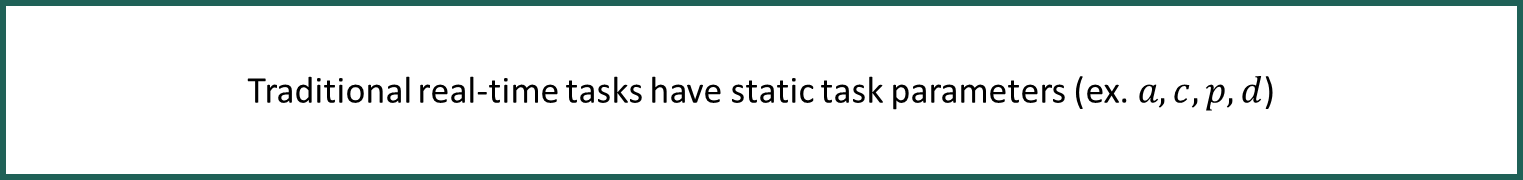 Traditional real-time tasks have static task parameters (ex. a, c, p, d)